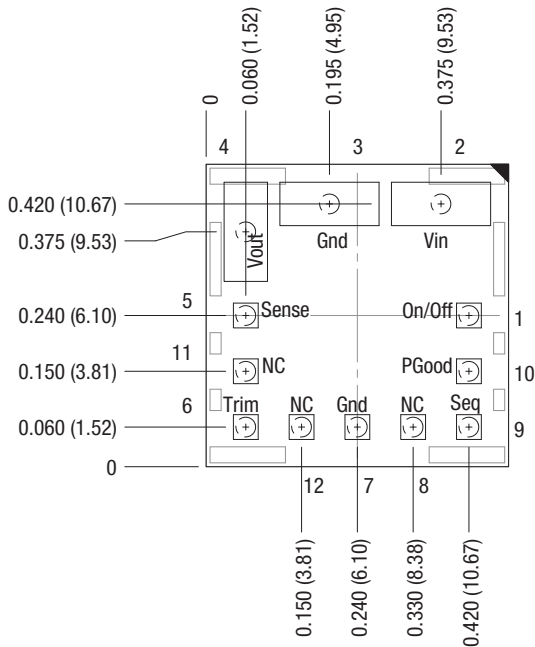 0
0.060 (1.52)
0.195 (4.95)
0.375 (9.53)
4
3
2
0.420 (10.67)
0.375 (9.53)
Vout
Gnd
Vin
0.240 (6.10)
5
Sense
On/Off
1
11
0.150 (3.81)
NC
PGood
10
6
0.060 (1.52)
Trim
NC
Gnd
NC
Seq
9
0
12
7
8
0.150 (3.81)
0.240 (6.10)
0.330 (8.38)
0.420 (10.67)